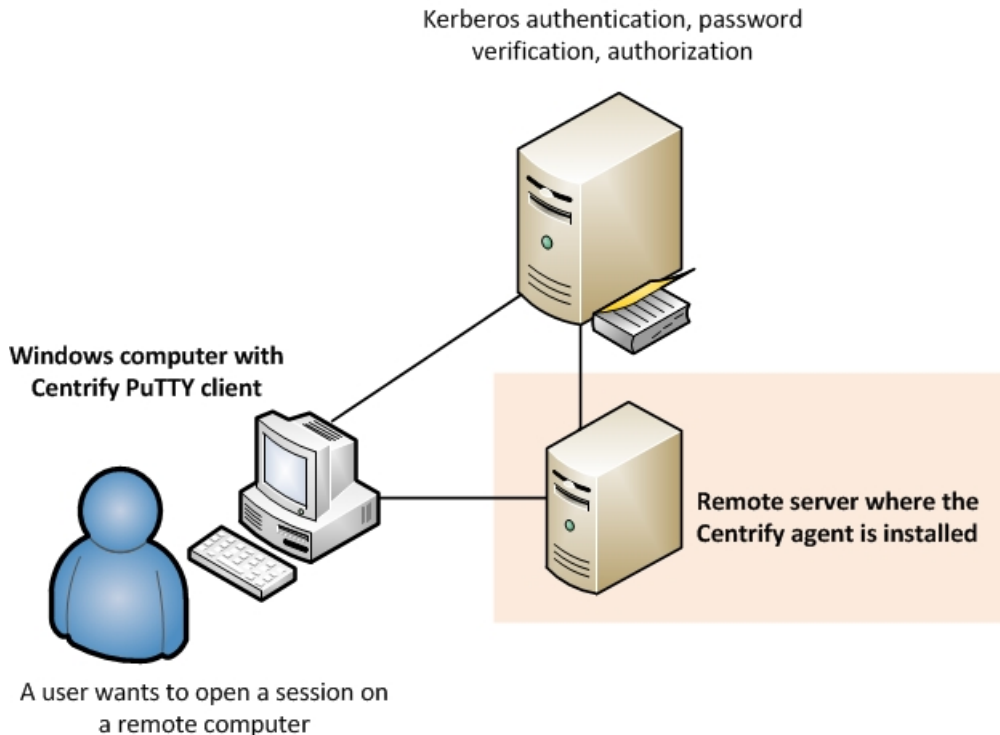 Kerberos authentication, password
verification, authorization
Windows computer with
Centrify PuTTY client
Remote server where the
Centrify agent is installed
A user wants to open a session on
a remote computer